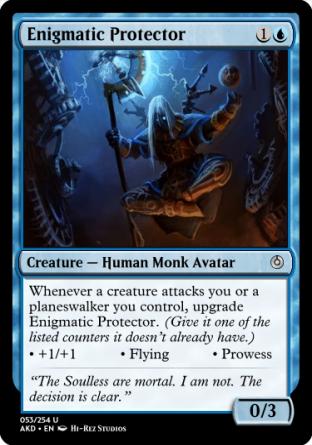 Enigmatic Protector 1
Creature — Human Monk Avatar
Whenever a creature attacks you or a
planeswalker you control, upgrade
Enigmatic Protector. (Give it one of the
listed counters it doesn't already have.)
• +1/+1 • Flying • Prowess
“The Soulless are mortal. I am not. The
decision is clear.”
0/3
053/254 U
AKD • EN Hi-Rez Studios